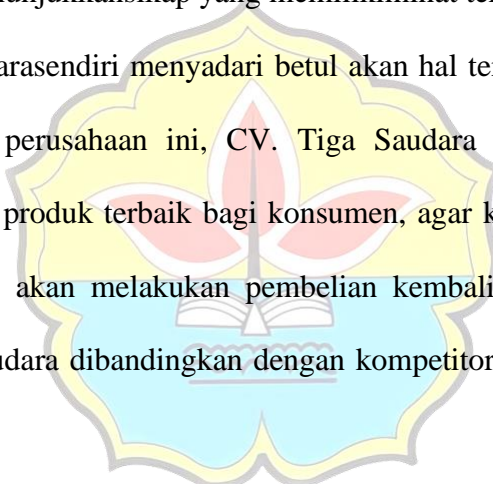 yang
arasendiri menyadari betul akan hal
perusahaan ini, CV. Tiga Saudara
produk terbaik bagi konsumen, agar
akan melakukan pembelian kembali
udara dibandingkan dengan kompetitor